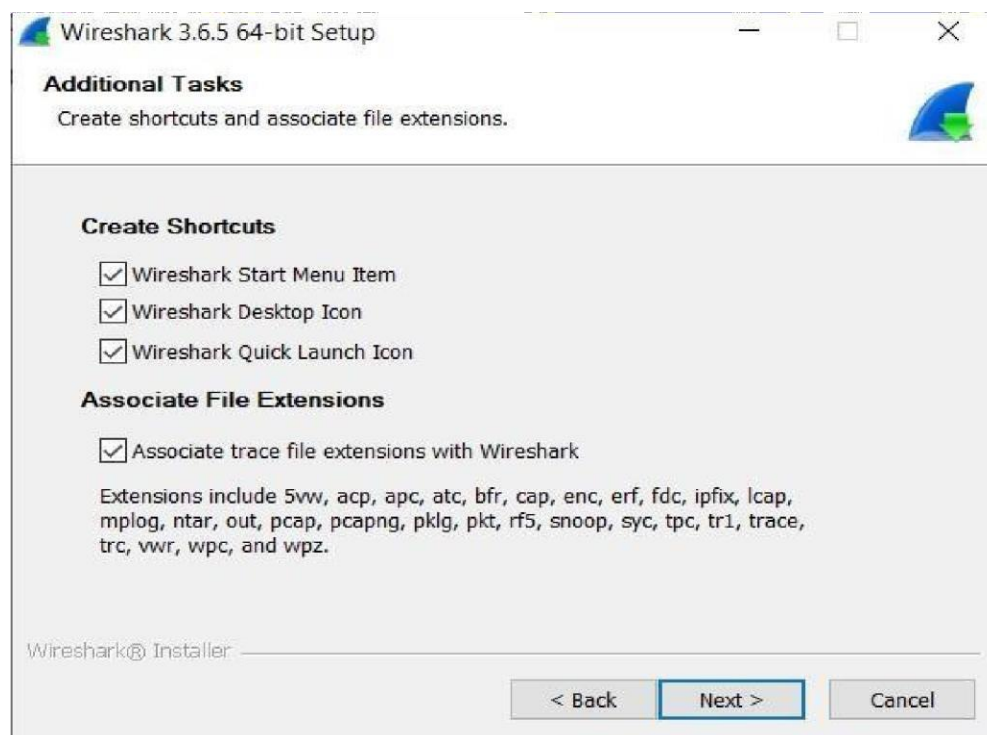 Wireshark 3.6.5 64-bit Setup
Additional Tasks
Create shortcuts and associate file extensions.
Create Shortcuts
Wireshark Start Menu Item
Wireshark Desktop Icon
Wireshark Quick Launch Icon
Associate File Extensions
Associate trace file extensions with Wireshark
Extensions include 5vw, acp, apc, atc, bfr, cap, enc, erf, fdc, ipfix, lcap,
mplog, ntar, out, pcap, pcapng, pklg, pkt, rf5, snoop, syc, tpc, tr1, trace,
trc, vwr, wpc, and wpz.
Wireshark® Installer
< Back Next > Cancel